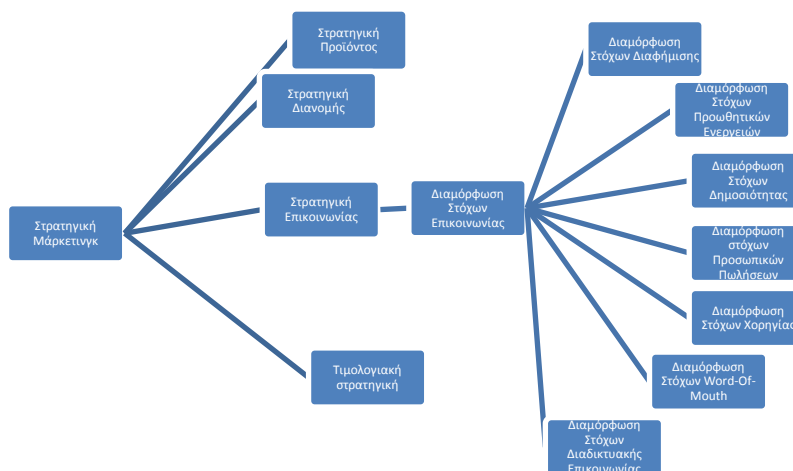 Στρατηγική
Μάρκετινγκ
Στρατηγική
Προϊόντος
Στρατηγική
Διανομής
Στρατηγική
Επικοινωνίας
Τιμολογιακή
στρατηγική
Διαμόρφωση
Στόχων
Επικοινωνίας
Διαμόρφωση
Στόχων Διαφήμισης
Διαμόρφωση
Στόχων
Προωθητικών
Ενεργειών
Διαμόρφωση
Στόχων
Δημοσιότητας
Διαμόρφωση
στόχων
Προσωπικών
Πωλήσεων
Διαμόρφωση
Στόχων Χορηγίας
Διαμόρφωση
Στόχων Word-Of-
Mouth
Διαμόρφωση
Στόχων
Διαδικτυακής
Επικοινωνίας